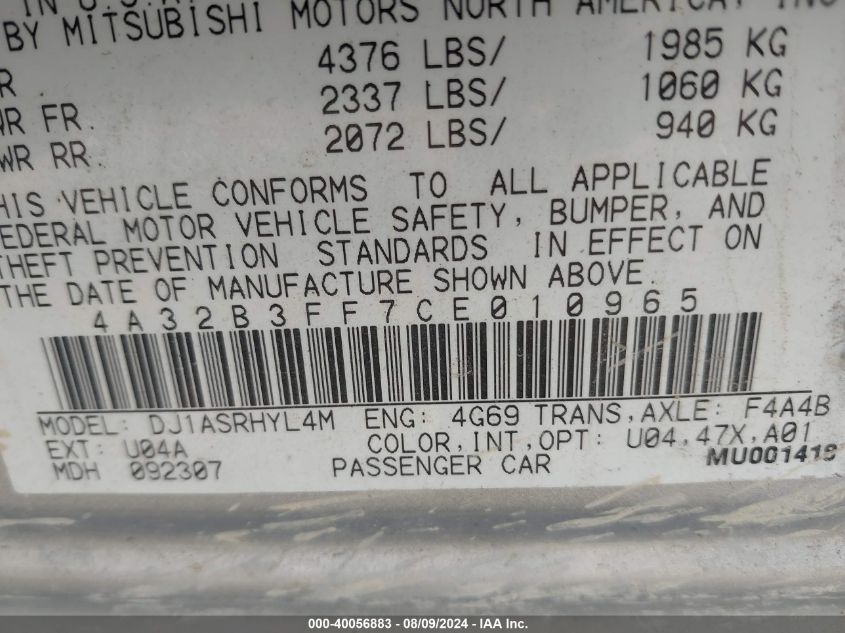 IN U.S.A.
BY MITSUBISHI MOTORS NORTH AMERICA, INC
R 4376 LBS/ 1985 KG
WR FR. 2337 LBS/ 1060 KG
WR RR. 2072 LBS/ 940 KG
HIS VEHICLE CONFORMS TO ALL APPLICABLE
EDERAL MOTOR VEHICLE SAFETY, BUMPER, AND
THEFT PREVENTION STANDARDS IN EFFECT ON
THE DATE OF MANUFACTURE SHOWN ABOVE.
4A32B3FF7CE010965
MODEL: DJ1ASRHYL4M ENG: 4G69 TRANS,AXLE: F4A4B
EXT: U04A COLOR,INT,OPT: U04,47X,A01
MDH 092307 PASSENGER CAR MU001419
000-40056883 - 08/09/2024 - IAA Inc.